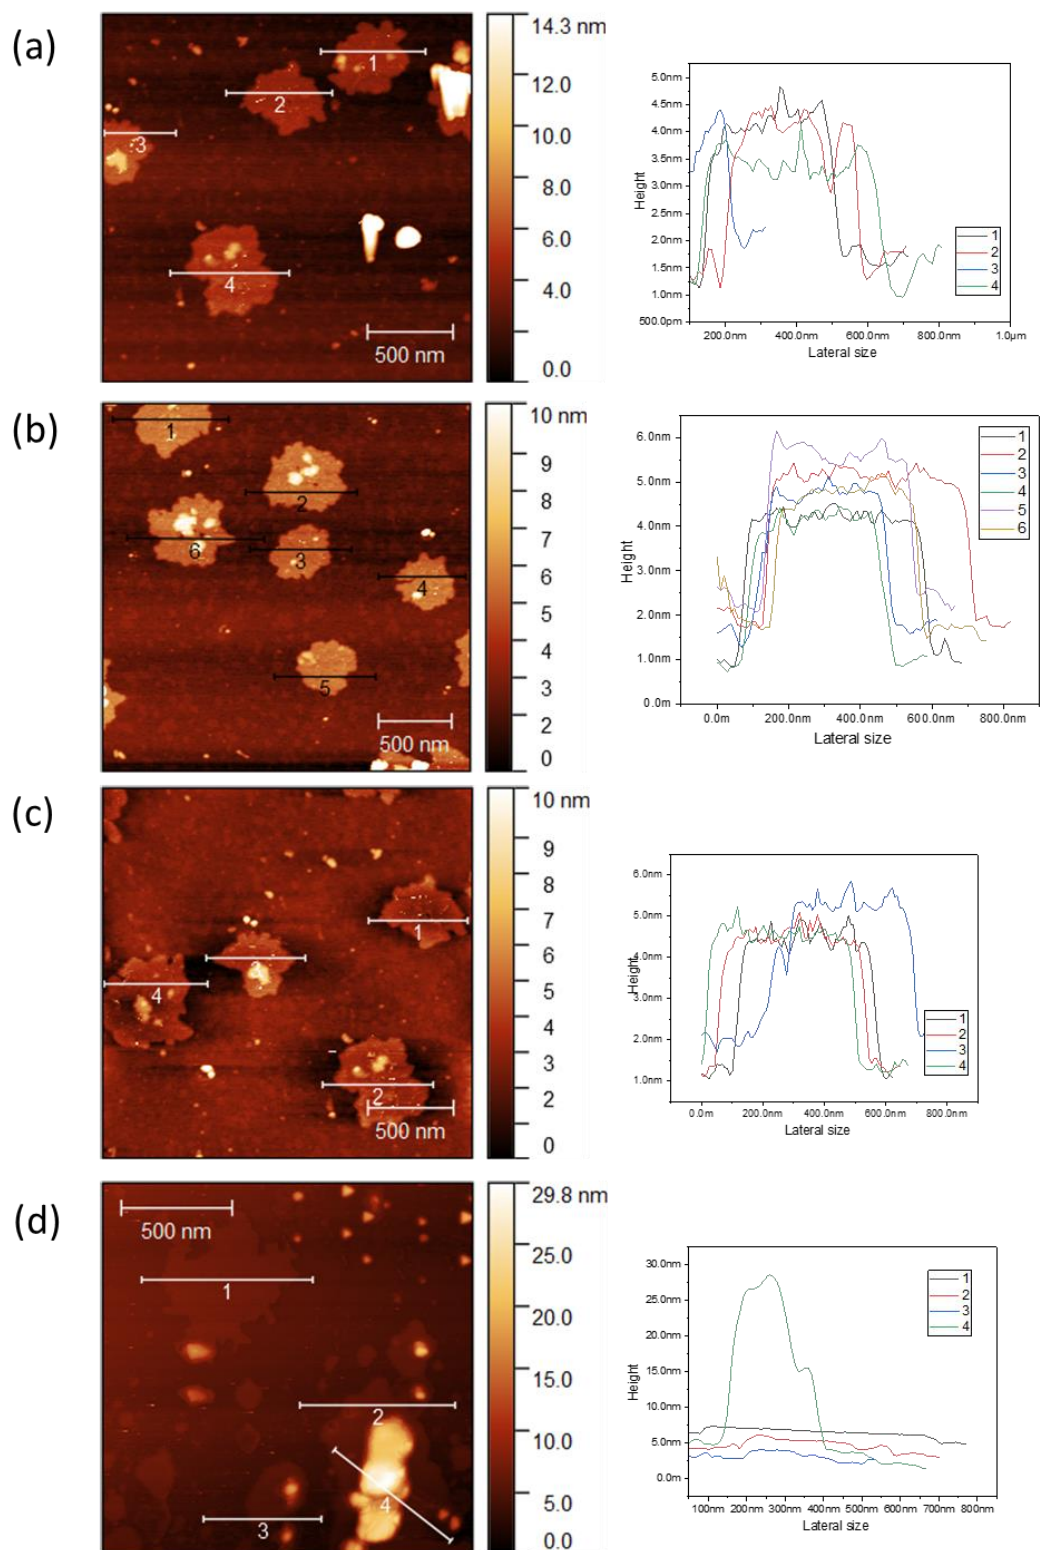 (a)
1
2
3
4
500 nm
14.3 nm
12.0
10.0
8.0
6.0
4.0
0.0
Height
5.0nm
4.5nm
4.0nm
3.5nm
3.0nm
2.5nm
2.0nm
1.5nm
1.0nm
500.0pm
200.0nm 400.0nm 600.0nm 800.0nm 1.0µm
Lateral size
1
2
3
4
(b)
1
2
6
3
4
5
500 nm
10 nm
9
8
7
6
5
4
3
2
0
Height
6.0nm
5.0nm
4.0nm
3.0nm
2.0nm
1.0nm
0.0m
0.0m 200.0nm 400.0nm 600.0nm 800.0nm
Lateral size
1
2
3
4
5
6
(c)
1
3
4
2
500 nm
10 nm
9
8
7
6
5
4
3
2
0
Height
6.0nm
5.0nm
4.0nm
3.0nm
2.0nm
1.0nm
0.0m 200.0nm 400.0nm 600.0nm 800.0nm
Lateral size
1
2
3
4
(d)
500 nm
1
2
4
3
29.8 nm
25.0
20.0
15.0
10.0
5.0
0.0
Height
30.0nm
25.0nm
20.0nm
15.0nm
10.0nm
5.0nm
0.0m
100nm 200nm 300nm 400nm 500nm 600nm 700nm 800nm
Lateral size
1
2
3
4